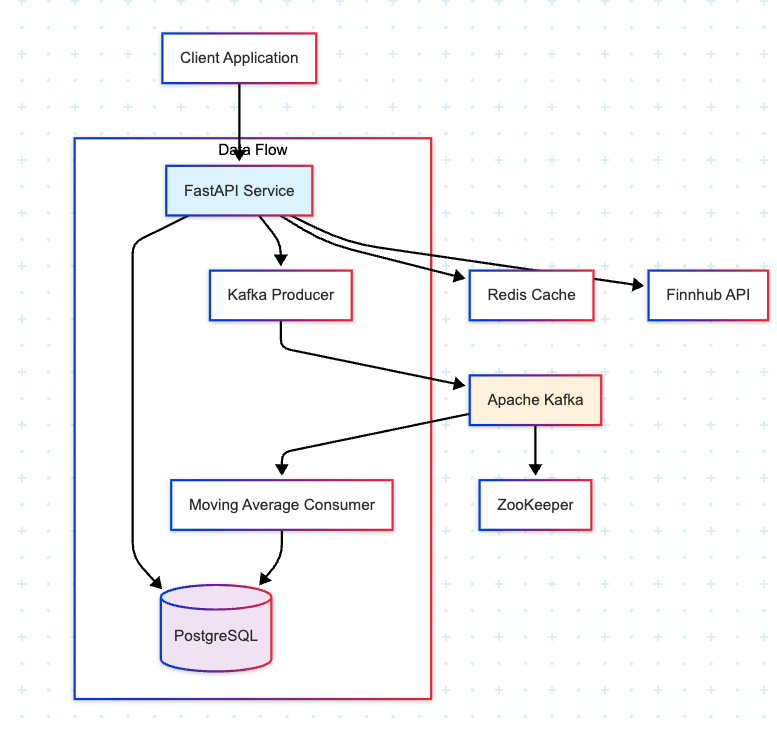 Client Application
Data Flow
FastAPI Service
Kafka Producer
Redis Cache
Finnhub API
Apache Kafka
Moving Average Consumer
ZooKeeper
PostgreSQL